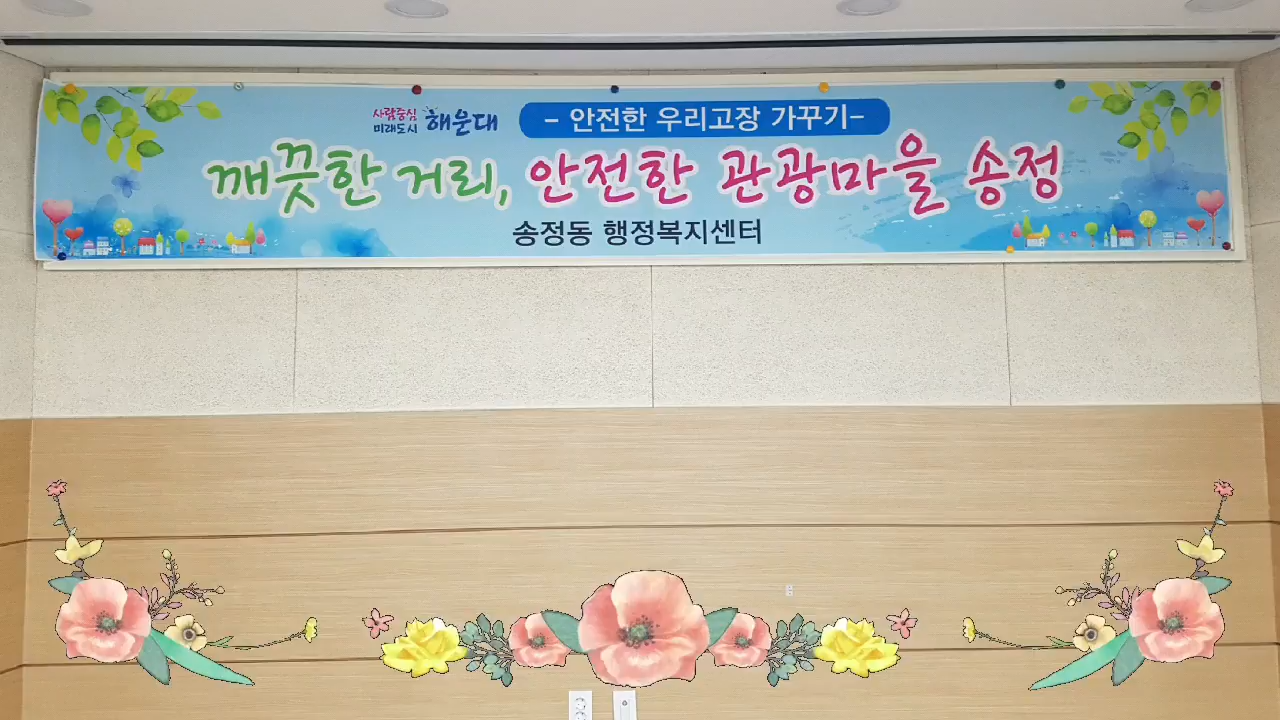 사람중심
미래도시 해운대
- 안전한 우리고장 가꾸기-
깨끗한 거리, 안전한 관광마을 송정
송정동 행정복지센터